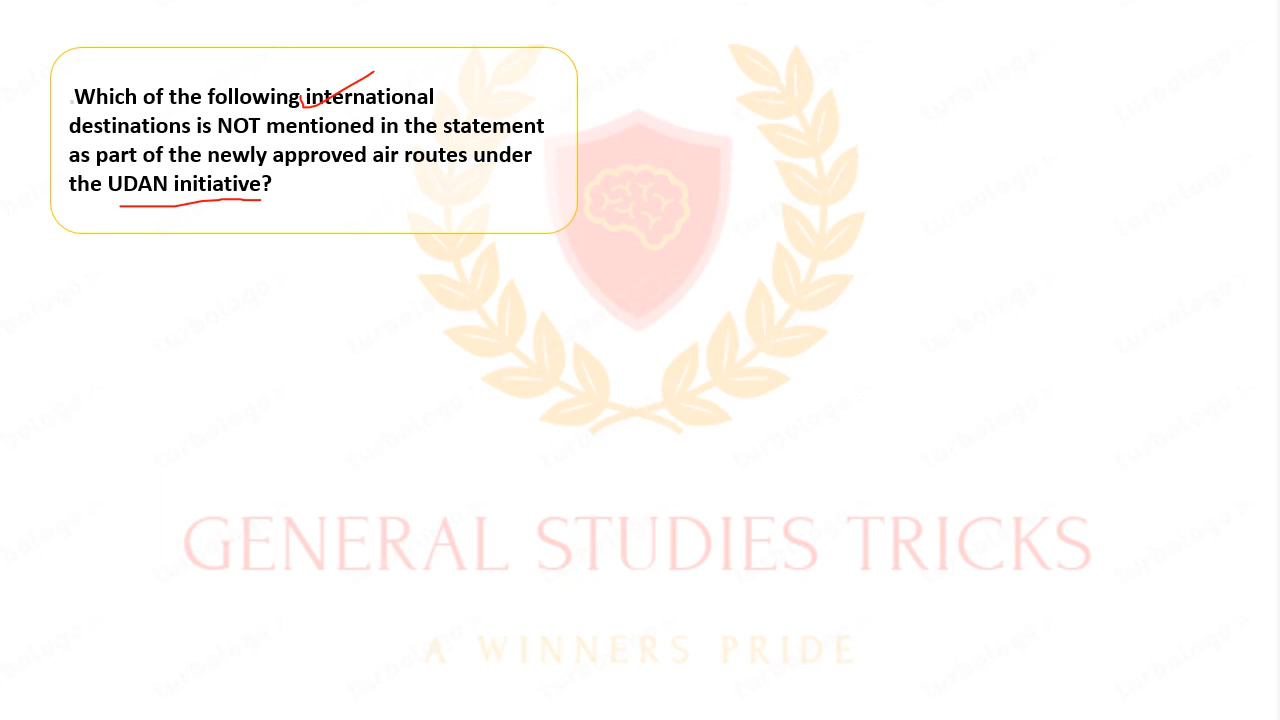 .Which of the following international
destinations is NOT mentioned in the statement
as part of the newly approved air routes under
the UDAN initiative?
GENERAL STUDIES TRICKS
A WINNERS PRIDE